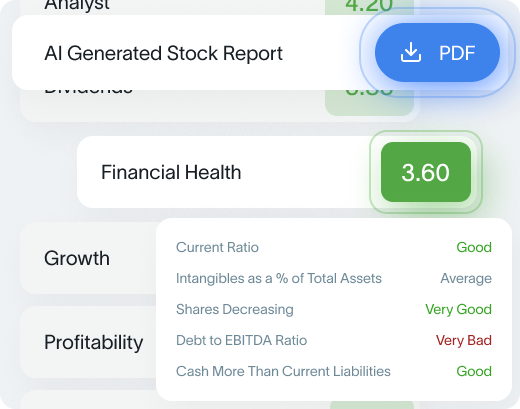 Analyst 4.20
AI Generated Stock Report PDF
Dividends
Financial Health 3.60
Growth
Current Ratio Good
Intangibles as a % of Total Assets Average
Shares Decreasing Very Good
Profitability
Debt to EBITDA Ratio Very Bad
Cash More Than Current Liabilities Good